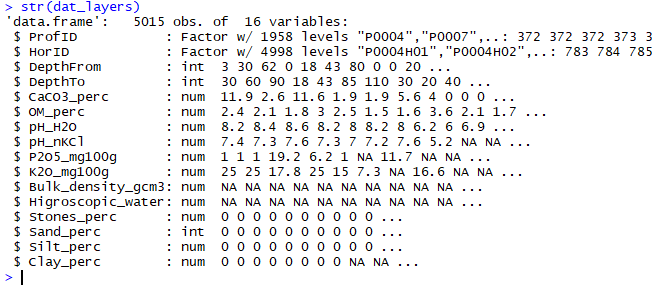 > str(dat_layers)
'data.frame':   5015 obs. of  16 variables:
 $ ProfID            : Factor w/ 1958 levels "P0004","P0007",..: 372 372 372 373 3
 $ HorID             : Factor w/ 4998 levels "P0004H01","P0004H02",..: 783 784 785
 $ DepthFrom         : int  3 30 62 0 18 43 80 0 0 20 ...
 $ DepthTo           : int  30 60 90 18 43 85 110 30 20 40 ...
 $ CaCO3_perc        : num  11.9 2.6 11.6 1.9 1.9 5.6 4 0 0 0 ...
 $ OM_perc           : num  2.4 2.1 1.8 3 2.5 1.5 1.6 3.6 2.1 1.7 ...
 $ pH_H2O            : num  8.2 8.4 8.6 8.2 8 8.2 8 6.2 6 6.9 ...
 $ pH_nKCl           : num  7.4 7.3 7.6 7.3 7 7.2 7.6 5.2 NA NA ...
 $ P2O5_mg100g       : num  1 1 1 19.2 6.2 1 NA 11.7 NA NA ...
 $ K2O_mg100g        : num  25 25 17.8 25 15 7.3 NA 16.6 NA NA ...
 $ Bulk_density_gcm3: num  NA NA NA NA NA NA NA NA NA NA ...
 $ Higroscopic_water: num  NA NA NA NA NA NA NA NA NA NA ...
 $ Stones_perc       : num  0 0 0 0 0 0 0 0 0 0 ...
 $ Sand_perc         : int  0 0 0 0 0 0 0 0 0 0 ...
 $ Silt_perc         : num  0 0 0 0 0 0 0 0 0 0 ...
 $ Clay_perc         : num  0 0 0 0 0 0 0 0 NA NA ...
>